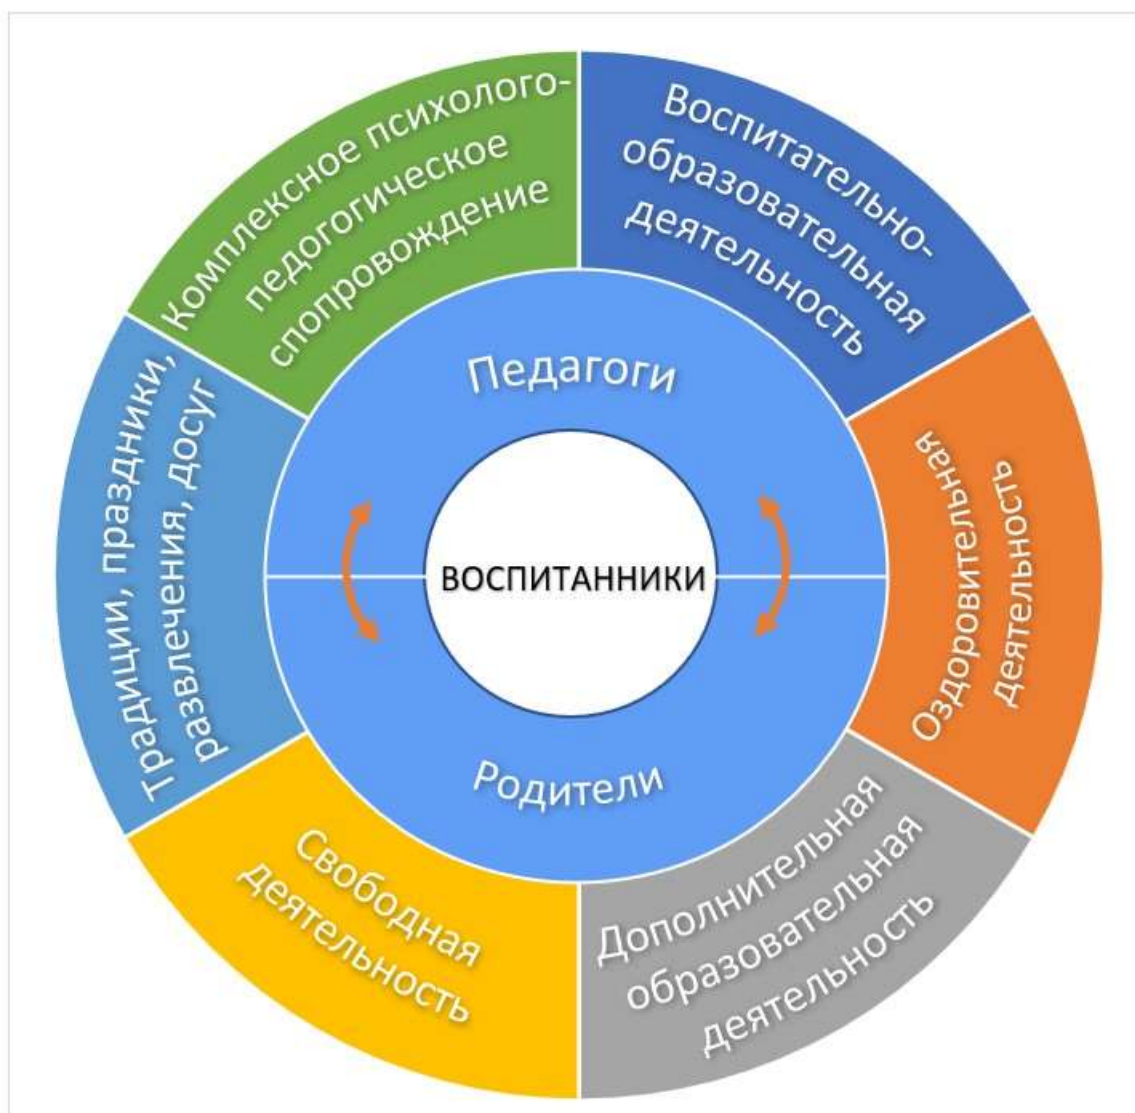 Комплексное психолого-
педогогическое
спопровождение
Воспитательно-
образовательная
деятельность
Традиции, праздники,
развлечения, досуг
Педагоги
Оздоровительная
деятельность
ВОСПИТАННИКИ
Родители
Свободная
деятельность
Дополнительная
образовательная
деятельность